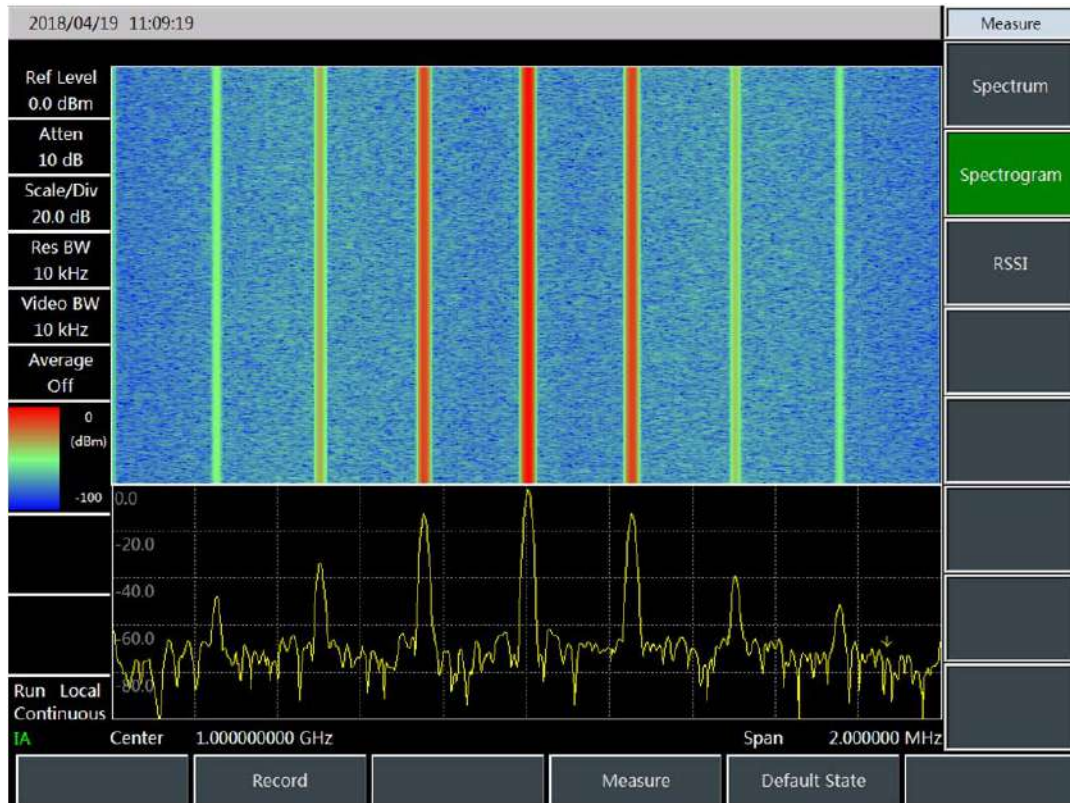 2018/04/19 11:09:19
Measure
Ref Level
0.0 dBm
Atten
10 dB
Scale/Div
20.0 dB
Res BW
10 kHz
Video BW
10 kHz
Average
Off
0
(dBm)
-100
Run Local
Continuous
IA
0.0
-20.0
-40.0
-60.0
-80.0
Center 1.000000000 GHz Span 2.000000 MHz
Spectrum
Spectrogram
RSSI
Record
Measure
Default State